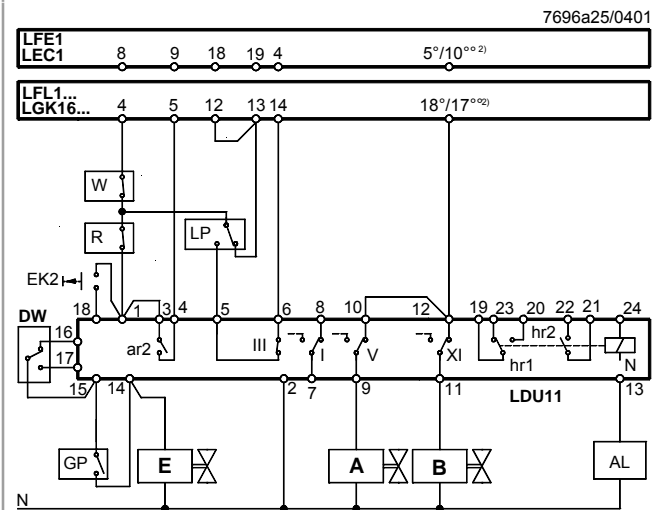 7696a25/0401
LFE1
LEC1
8 9 18 19 4 5°/10°° 2)
LFL1...
LGK16...
4 5 12 13 14 18°/17°°2)
W
R
LP
EK2
18 1 3 4 5 6 8 10 12 19 23 20 22 21 24
DW
16
17
ar2 III I V XI hr1 hr2 N
15 14 2 7 9 11 LDU11 13
GP E A B AL
N